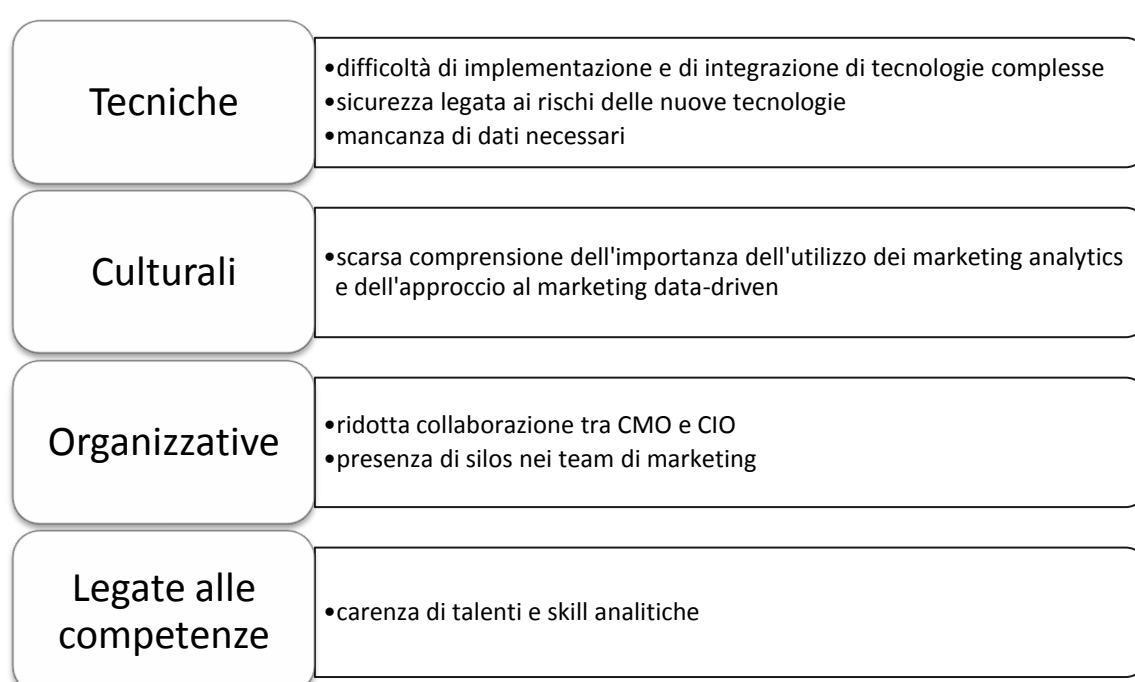 Tecniche
•difficoltà di implementazione e di integrazione di tecnologie complesse
•sicurezza legata ai rischi delle nuove tecnologie
•mancanza di dati necessari
Culturali
•scarsa comprensione dell'importanza dell'utilizzo dei marketing analytics
e dell'approccio al marketing data-driven
Organizzative
•ridotta collaborazione tra CMO e CIO
•presenza di silos nei team di marketing
Legate alle
competenze
•carenza di talenti e skill analitiche